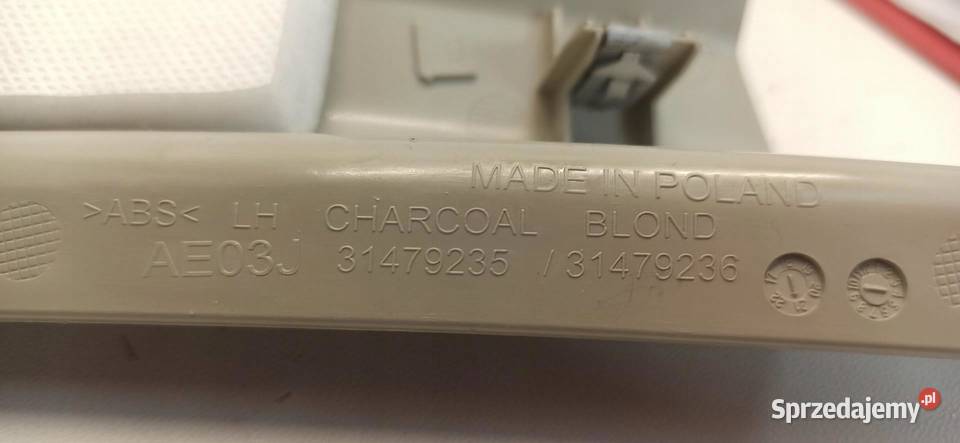 MADE IN POLAND
>ABS< LH CHARCOAL BLOND
AE03J 31479235 / 31479236
Sprzedajemy.pl